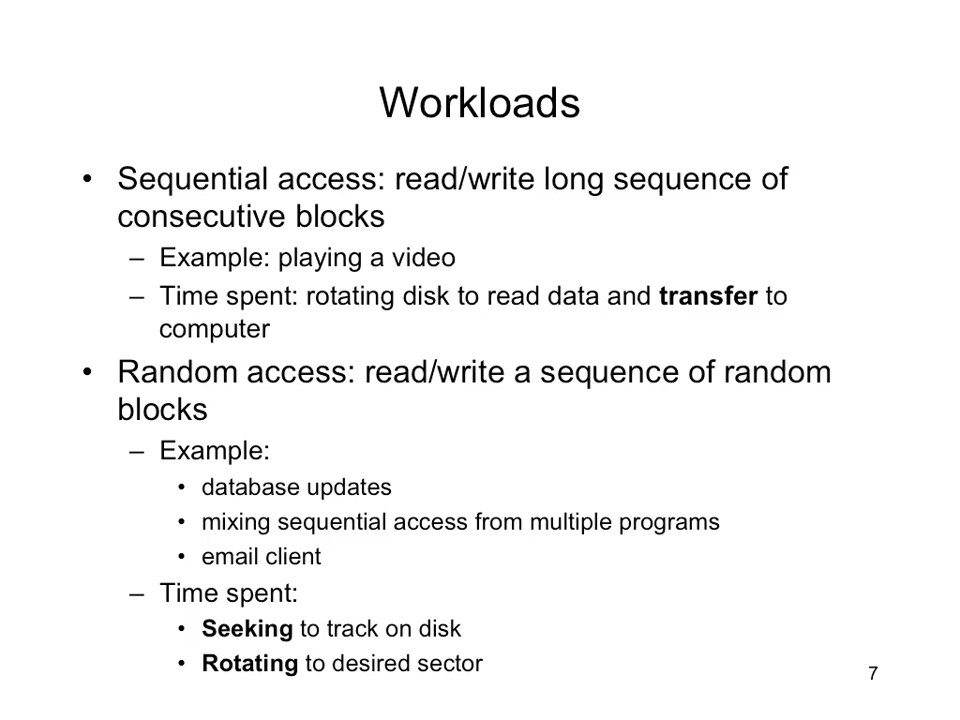 Workloads
• Sequential access: read/write long sequence of
consecutive blocks
– Example: playing a video
– Time spent: rotating disk to read data and transfer to
computer
• Random access: read/write a sequence of random
blocks
– Example:
• database updates
• mixing sequential access from multiple programs
• email client
– Time spent:
• Seeking to track on disk
• Rotating to desired sector
7